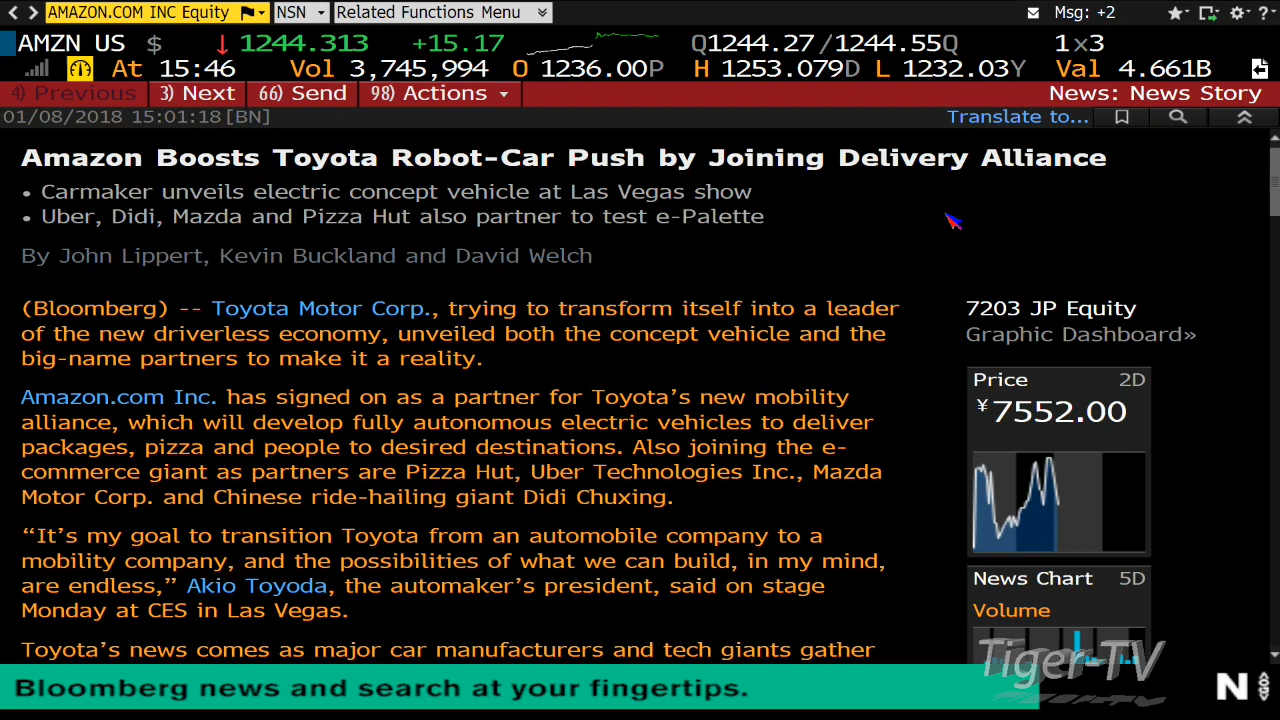 AMAZON.COM INC Equity NSN Related Functions Menu Msg: +2
AMZN US $ ↓ 1244.313 +15.17 Q1244.27/1244.55Q 1x3
At 15:46 Vol 3,745,994 O 1236.00P H 1253.079D L 1232.03Y Val 4.661B
4) Previous 3) Next 66) Send 98) Actions News: News Story
01/08/2018 15:01:18[BN] Translate to...
Amazon Boosts Toyota Robot-Car Push by Joining Delivery Alliance
• Carmaker unveils electric concept vehicle at Las Vegas show
• Uber, Didi, Mazda and Pizza Hut also partner to test e-Palette
By John Lippert, Kevin Buckland and David Welch
(Bloomberg) -- Toyota Motor Corp., trying to transform itself into a leader
of the new driverless economy, unveiled both the concept vehicle and the
big-name partners to make it a reality.
Amazon.com Inc. has signed on as a partner for Toyota's new mobility
alliance, which will develop fully autonomous electric vehicles to deliver
packages, pizza and people to desired destinations. Also joining the e-
commerce giant as partners are Pizza Hut, Uber Technologies Inc., Mazda
Motor Corp. and Chinese ride-hailing giant Didi Chuxing.
“It's my goal to transition Toyota from an automobile company to a
mobility company, and the possibilities of what we can build, in my mind,
are endless,” Akio Toyoda, the automaker's president, said on stage
Monday at CES in Las Vegas.
Toyota's news comes as major car manufacturers and tech giants gather
7203 JP Equity
Graphic Dashboard»
Price 2D
¥7552.00
News Chart 5D
Volume
Tiger-TV
Bloomberg news and search at your fingertips.
N